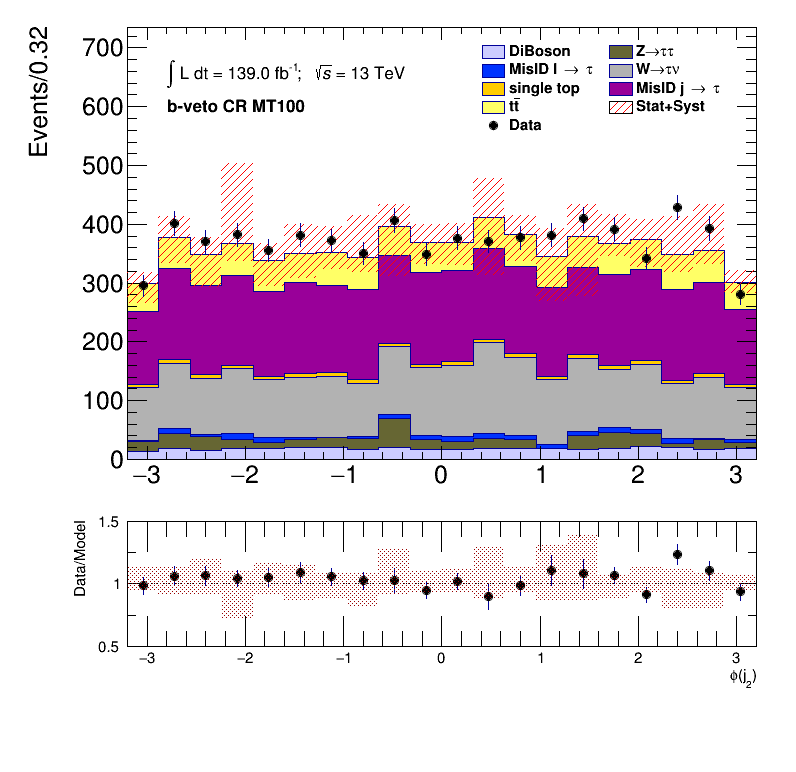 Events/0.32
700
600
500
400
300
200
100
0
∫ L dt = 139.0 fb⁻¹; √s = 13 TeV
b-veto CR MT100
DiBoson
MisID l → τ
single top
tt̄
Data
Z→ττ
W→τν
MisID j → τ
Stat+Syst
−3 −2 −1 0 1 2 3
Data/Model
1.5
1
0.5
−3 −2 −1 0 1 2 3
ϕ(j₂)